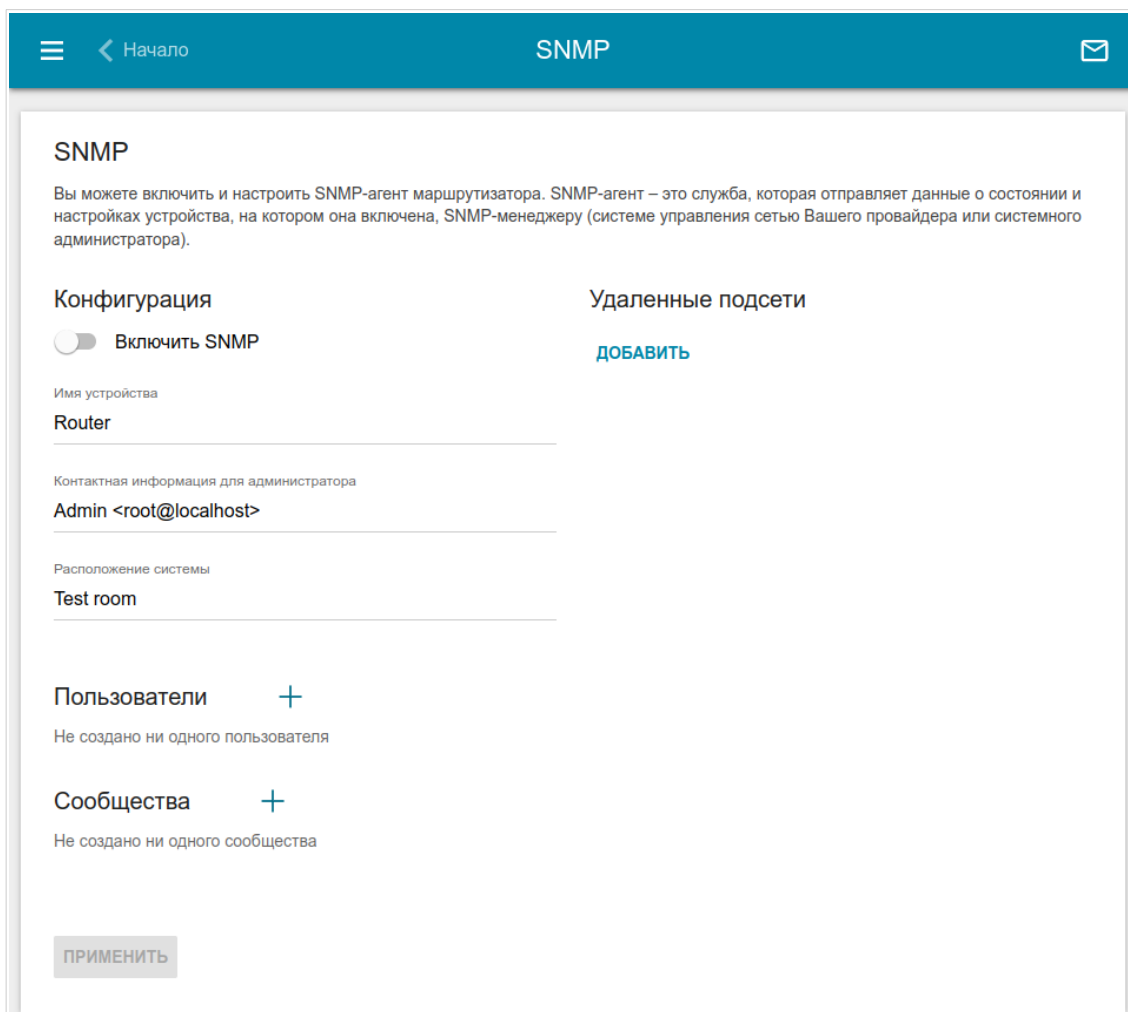 Начало
SNMP
SNMP
Вы можете включить и настроить SNMP-агент маршрутизатора. SNMP-агент – это служба, которая отправляет данные о состоянии и
настройках устройства, на котором она включена, SNMP-менеджеру (системе управления сетью Вашего провайдера или системного
администратора).
Конфигурация
Включить SNMP
Имя устройства
Router
Контактная информация для администратора
Admin <root@localhost>
Расположение системы
Test room
Удаленные подсети
ДОБАВИТЬ
Пользователи
Не создано ни одного пользователя
Сообщества
Не создано ни одного сообщества
ПРИМЕНИТЬ